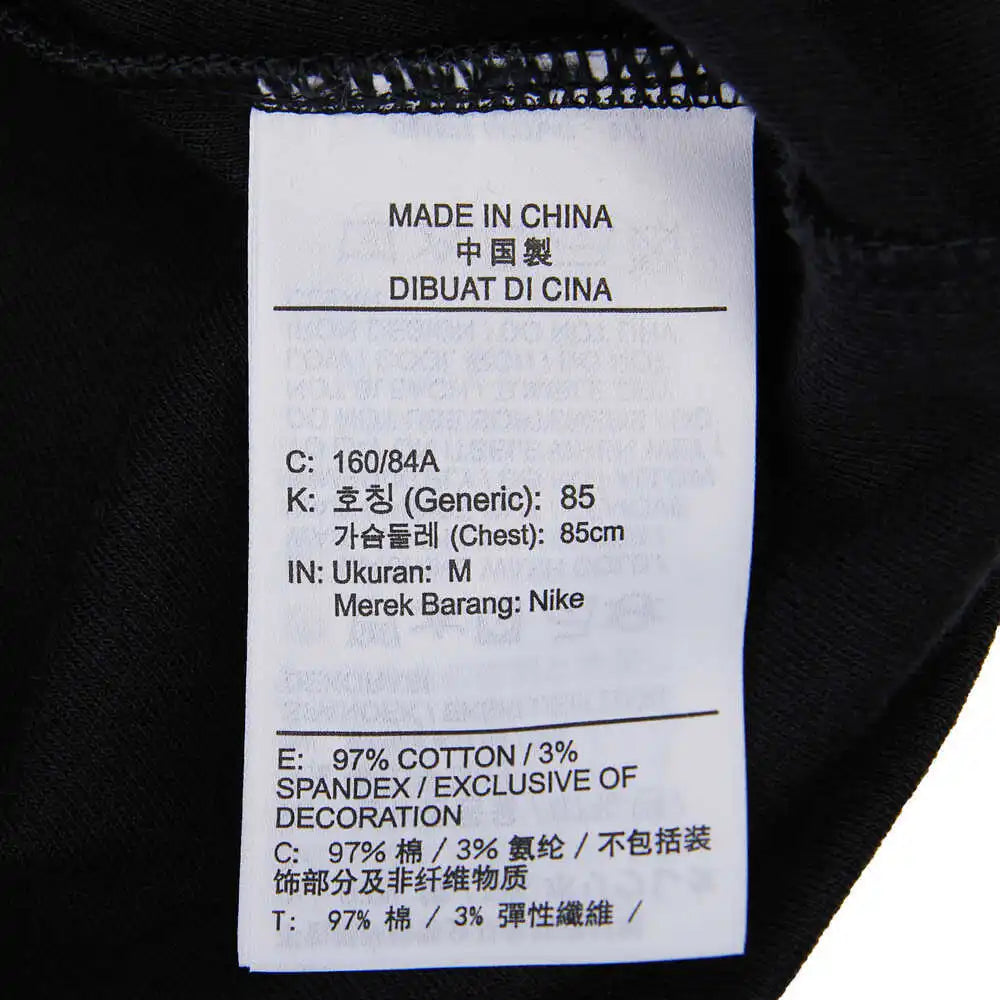 MADE IN CHINA
中国製
DIBUAT DI CINA
C: 160/84A
K: 호칭 (Generic): 85
가슴둘레 (Chest): 85cm
IN: Ukuran: M
Merek Barang: Nike
E: 97% COTTON / 3%
SPANDEX / EXCLUSIVE OF
DECORATION
C: 97% 棉 / 3% 氨纶 / 不包括装
饰部分及非纤维物质
T: 97% 棉 / 3% 彈性纖維 /